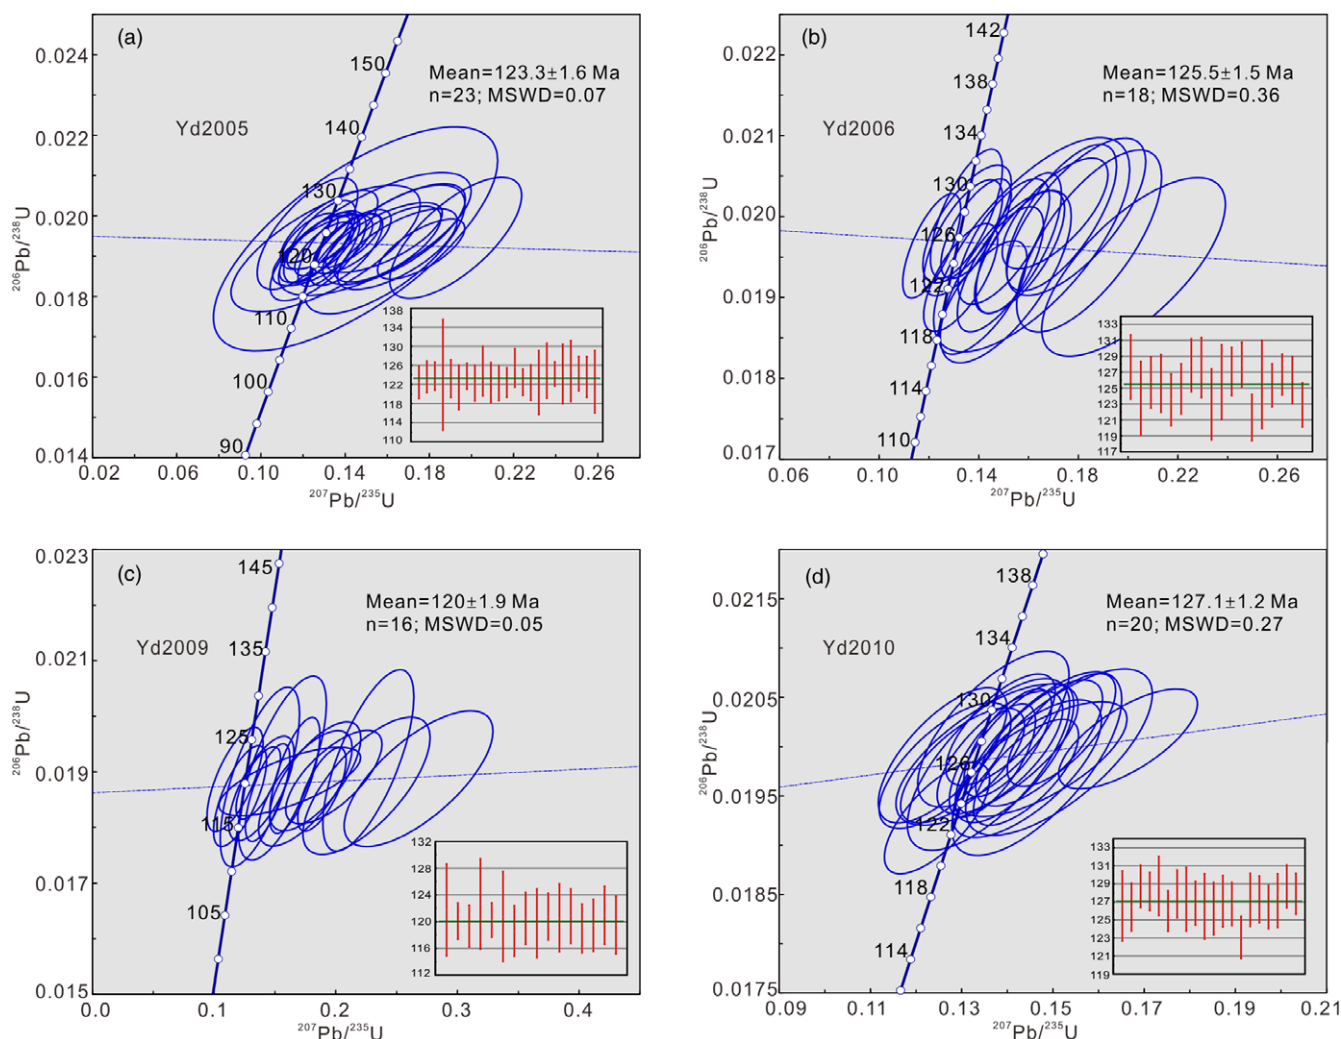 (a)
Mean=123.3±1.6 Ma
n=23; MSWD=0.07
Yd2005
0.024
0.022
0.020
0.018
0.016
0.014
206Pb/238U
150
140
130
120
110
100
90
138
134
130
126
122
118
114
110
0.02 0.06 0.10 0.14 0.18 0.22 0.26
207Pb/235U
(b)
Mean=125.5±1.5 Ma
n=18; MSWD=0.36
Yd2006
0.022
0.021
0.020
0.019
0.018
0.017
206Pb/238U
142
138
134
130
126
122
118
114
110
133
131
129
127
125
123
121
119
117
0.06 0.10 0.14 0.18 0.22 0.26
207Pb/235U
(c)
Mean=120±1.9 Ma
n=16; MSWD=0.05
Yd2009
0.023
0.021
0.019
0.017
0.015
206Pb/238U
145
135
125
115
105
132
128
124
120
116
112
0.0 0.1 0.2 0.3 0.4
207Pb/235U
(d)
Mean=127.1±1.2 Ma
n=20; MSWD=0.27
Yd2010
0.0215
0.0205
0.0195
0.0185
0.0175
206Pb/238U
138
134
130
126
122
118
114
133
131
129
127
125
123
121
119
0.09 0.11 0.13 0.15 0.17 0.19 0.21
207Pb/235U